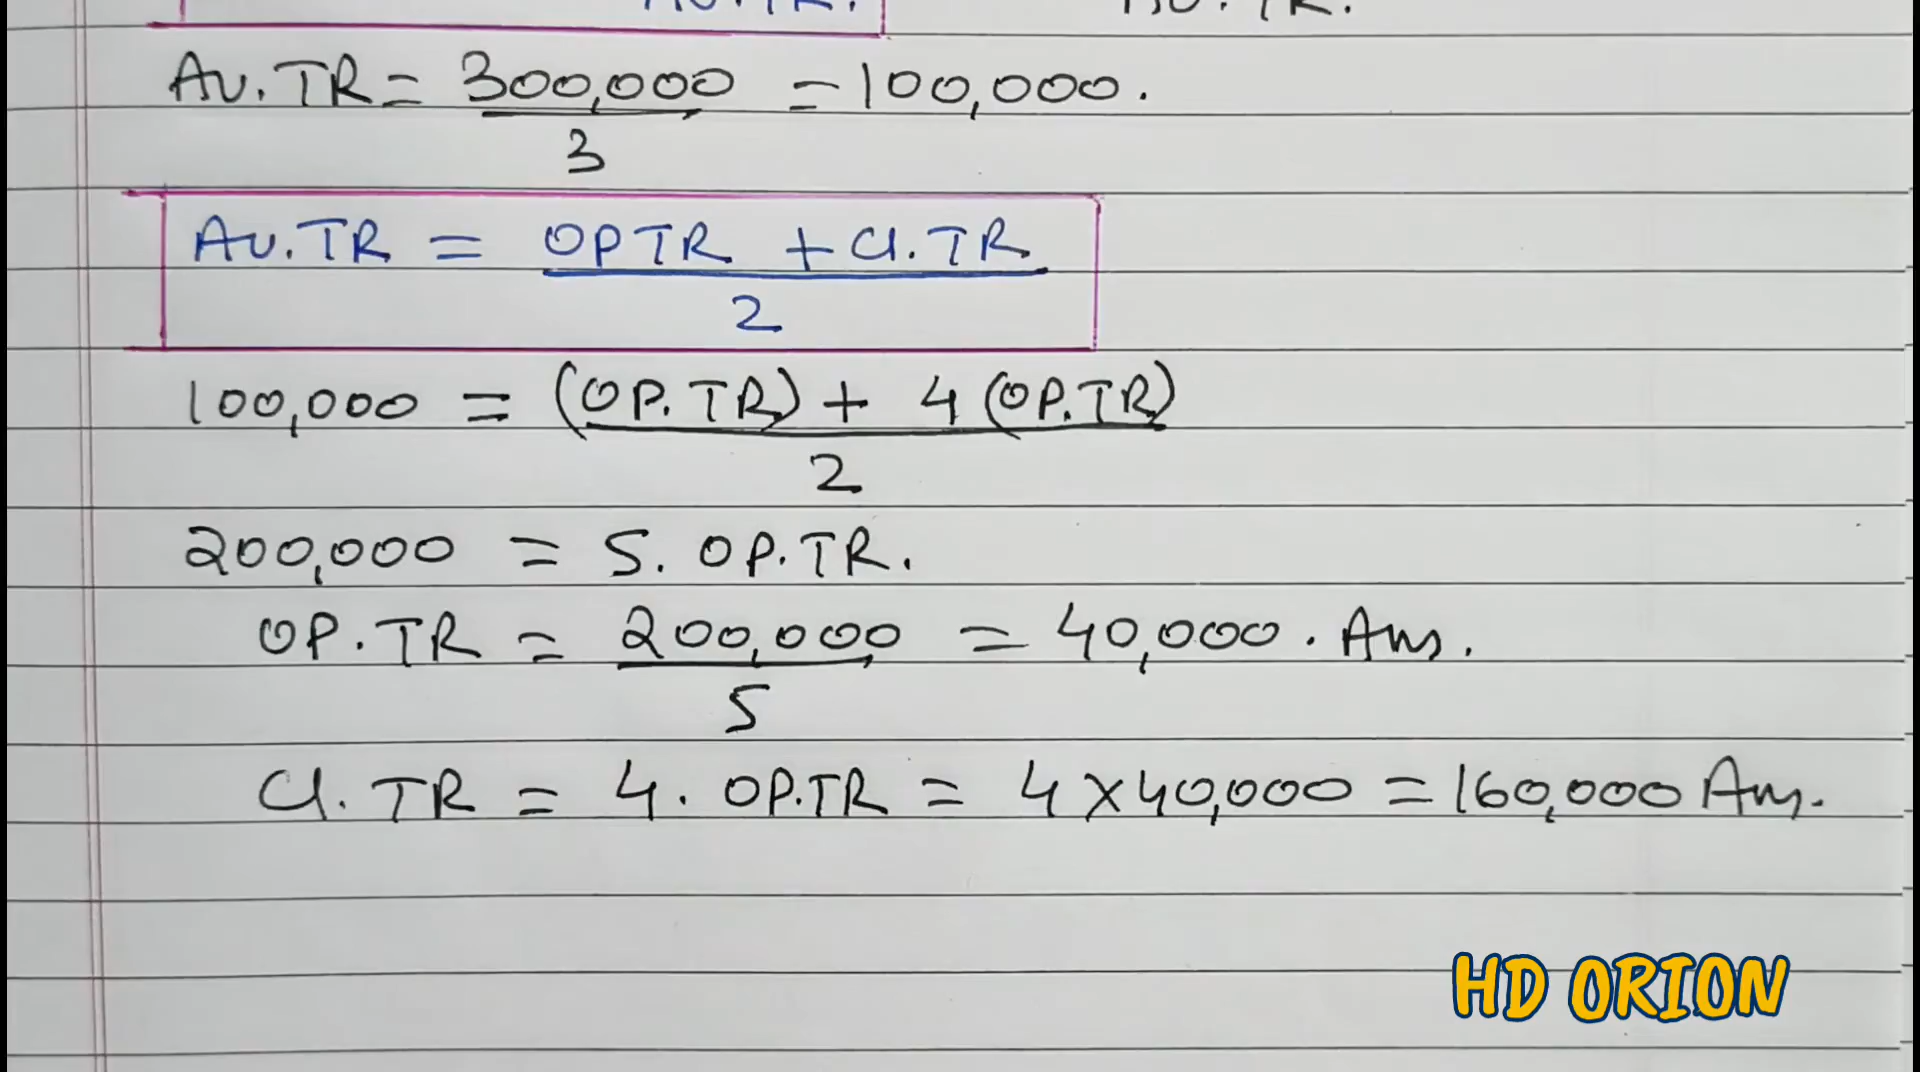 Av. TR = 300,000 = 100,000.
3
Av. TR = OPTR + Cl. TR
2
100,000 = (OP. TR) + 4 (OP. TR)
2
200,000 = 5. OP. TR.
OP. TR = 200,000 = 40,000. Ans.
5
Cl. TR = 4. OP.TR = 4 x 40,000 = 160,000 Ans.
HD ORION